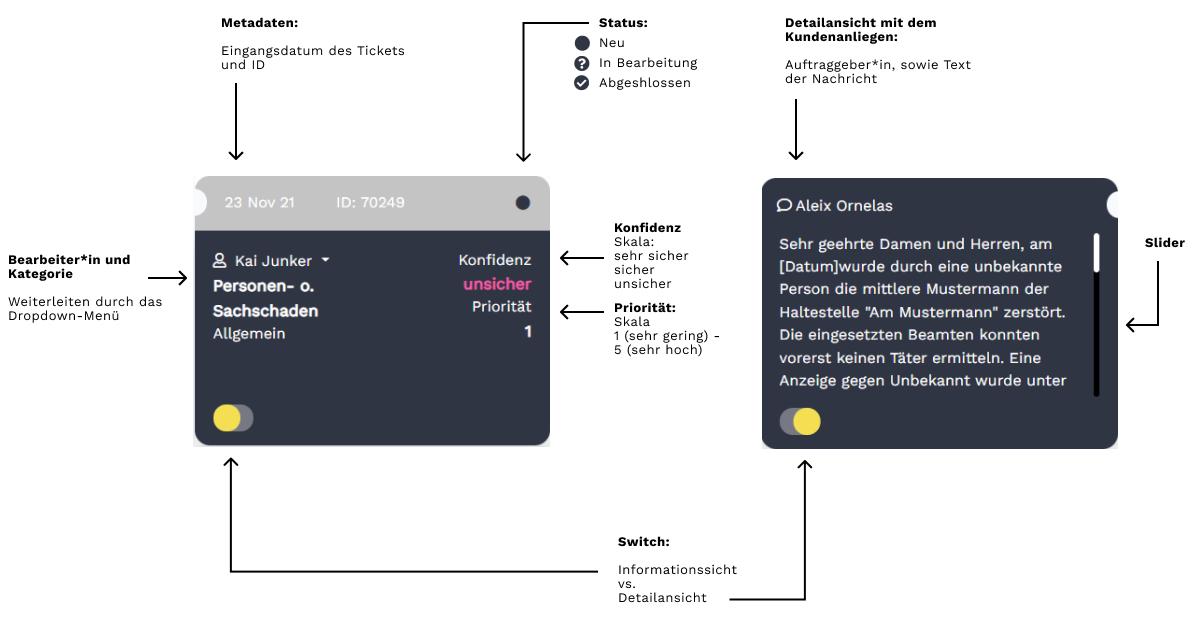 Metadaten:
Eingangsdatum des Tickets
und ID
Status:
Neu
In Bearbeitung
Abgeshlossen
Detailansicht mit dem
Kundenanliegen:
Auftraggeber*in, sowie Text
der Nachricht
23 Nov 21
ID: 70249
Bearbeiter*in und
Kategorie
Weiterleiten durch das
Dropdown-Menü
Kai Junker
Personen- o.
Sachschaden
Allgemein
Konfidenz
unsicher
Priorität
1
Konfidenz
Skala:
sehr sicher
sicher
unsicher
Priorität:
Skala
1 (sehr gering) -
5 (sehr hoch)
Aleix Ornelas
Sehr geehrte Damen und Herren, am
[Datum]wurde durch eine unbekannte
Person die mittlere Mustermann der
Haltestelle "Am Mustermann" zerstört.
Die eingesetzten Beamten konnten
vorerst keinen Täter ermitteln. Eine
Anzeige gegen Unbekannt wurde unter
Slider
Switch:
Informationssicht
vs.
Detailansicht